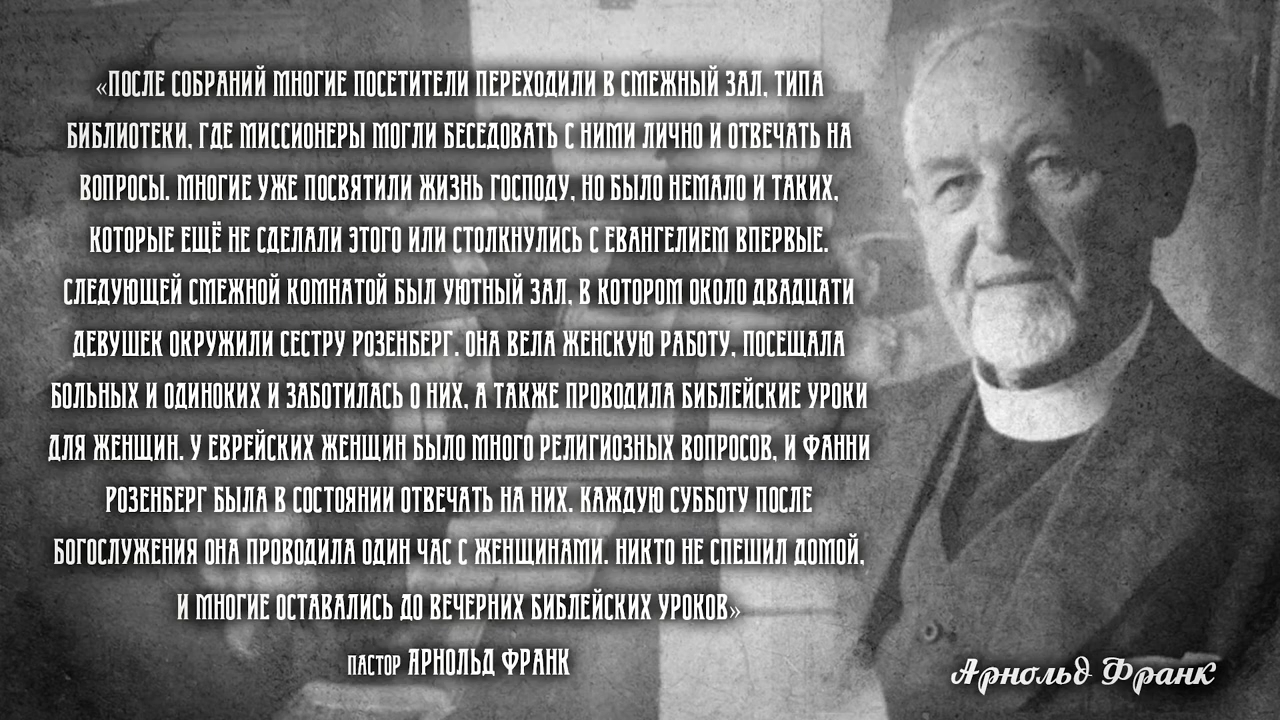 «ПОСЛЕ СОБРАНИЙ МНОГИЕ ПОСЕТИТЕЛИ ПЕРЕХОДИЛИ В СМЕЖНЫЙ ЗАЛ, ТИПА
БИБЛИОТЕКИ, ГДЕ МИССИОНЕРЫ МОГЛИ БЕСЕДОВАТЬ С НИМИ ЛИЧНО И ОТВЕЧАТЬ НА
ВОПРОСЫ. МНОГИЕ УЖЕ ПОСВЯТИЛИ ЖИЗНЬ ГОСПОДУ, НО БЫЛО НЕМАЛО И ТАКИХ,
КОТОРЫЕ ЕЩЁ НЕ СДЕЛАЛИ ЭТОГО ИЛИ СТОЛКНУЛИСЬ С ЕВАНГЕЛИЕМ ВПЕРВЫЕ.
СЛЕДУЮЩЕЙ СМЕЖНОЙ КОМНАТОЙ БЫЛ УЮТНЫЙ ЗАЛ, В КОТОРОМ ОКОЛО ДВАДЦАТИ
ДЕВУШЕК ОКРУЖИЛИ СЕСТРУ РОЗЕНБЕРГ. ОНА ВЕЛА ЖЕНСКУЮ РАБОТУ, ПОСЕЩАЛА
БОЛЬНЫХ И ОДИНОКИХ И ЗАБОТИЛАСЬ О НИХ, А ТАКЖЕ ПРОВОДИЛА БИБЛЕЙСКИЕ УРОКИ
ДЛЯ ЖЕНЩИН. У ЕВРЕЙСКИХ ЖЕНЩИН БЫЛО МНОГО РЕЛИГИОЗНЫХ ВОПРОСОВ, И ФАННИ
РОЗЕНБЕРГ БЫЛА В СОСТОЯНИИ ОТВЕЧАТЬ НА НИХ. КАЖДУЮ СУББОТУ ПОСЛЕ
БОГОСЛУЖЕНИЯ ОНА ПРОВОДИЛА ОДИН ЧАС С ЖЕНЩИНАМИ. НИКТО НЕ СПЕШИЛ ДОМОЙ,
И МНОГИЕ ОСТАВАЛИСЬ ДО ВЕЧЕРНИХ БИБЛЕЙСКИХ УРОКОВ»
ПАСТОР АРНОЛЬД ФРАНК
Арнольд Франк